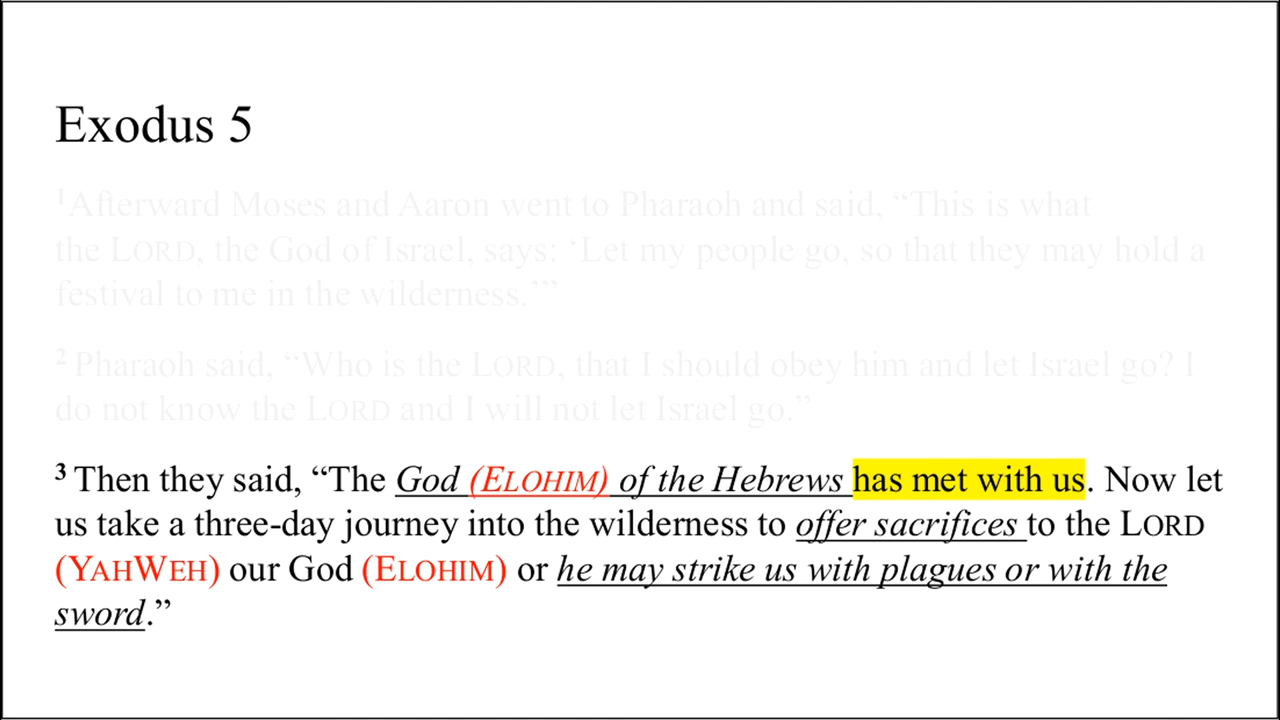 Exodus 5
¹Afterward Moses and Aaron went to Pharaoh and said, “This is what
the LORD, the God of Israel, says: ‘Let my people go, so that they may hold a
festival to me in the wilderness.’”
² Pharaoh said, “Who is the LORD, that I should obey him and let Israel go? I
do not know the LORD and I will not let Israel go.”
³ Then they said, “The God (ELOHIM) of the Hebrews has met with us. Now let
us take a three-day journey into the wilderness to offer sacrifices to the LORD
(YAHWEH) our God (ELOHIM) or he may strike us with plagues or with the
sword.”